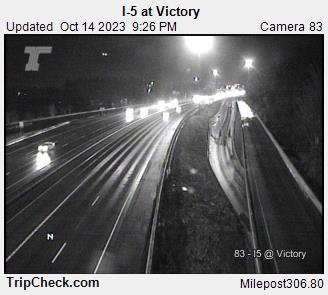 I-5 at Victory
Updated Oct 14 2023 9:26 PM Camera 83
T
N
83 - I5 @ Victory
TripCheck.com Milepost306.80